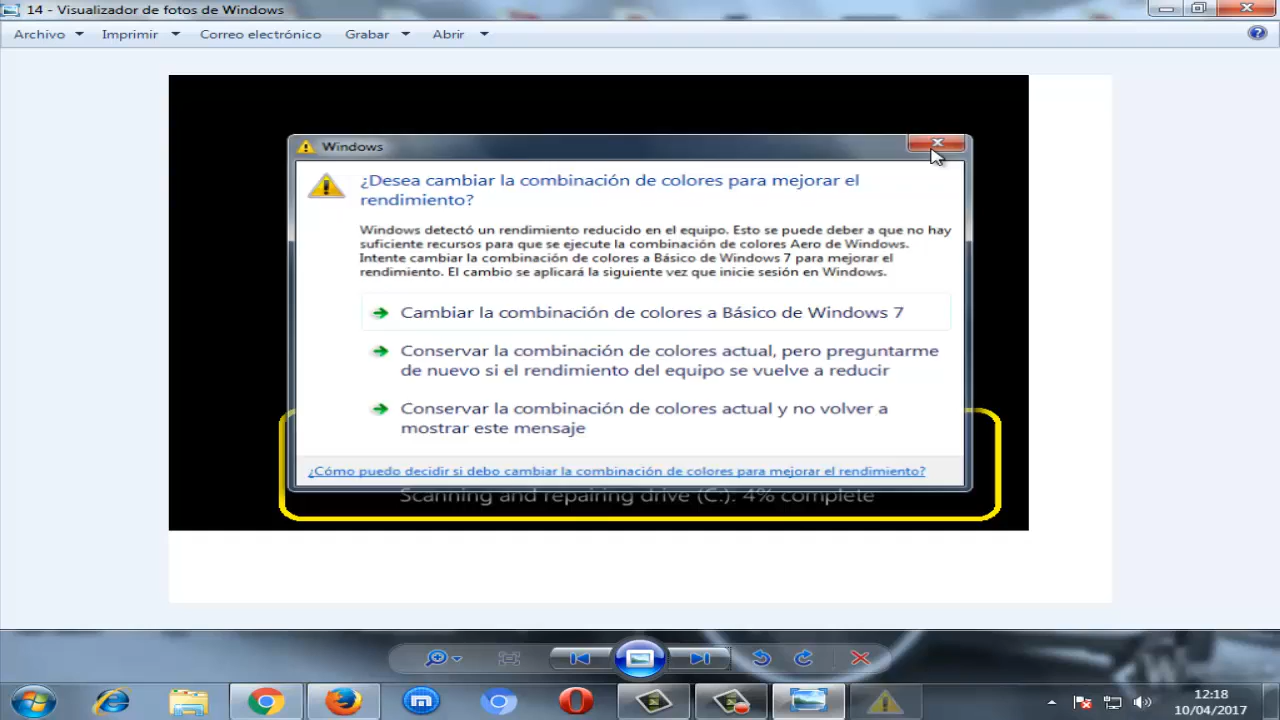 14 - Visualizador de fotos de Windows
Archivo Imprimir Correo electrónico Grabar Abrir
Windows
¿Desea cambiar la combinación de colores para mejorar el
rendimiento?
Windows detectó un rendimiento reducido en el equipo. Esto se puede deber a que no hay
suficiente recursos para que se ejecute la combinación de colores Aero de Windows.
Intente cambiar la combinación de colores a Básico de Windows 7 para mejorar el
rendimiento. El cambio se aplicará la siguiente vez que inicie sesión en Windows.
Cambiar la combinación de colores a Básico de Windows 7
Conservar la combinación de colores actual, pero preguntarme
de nuevo si el rendimiento del equipo se vuelve a reducir
Conservar la combinación de colores actual y no volver a
mostrar este mensaje
¿Cómo puedo decidir si debo cambiar la combinación de colores para mejorar el rendimiento?
Scanning and repairing drive (C:): 4% complete
12:18
10/04/2017